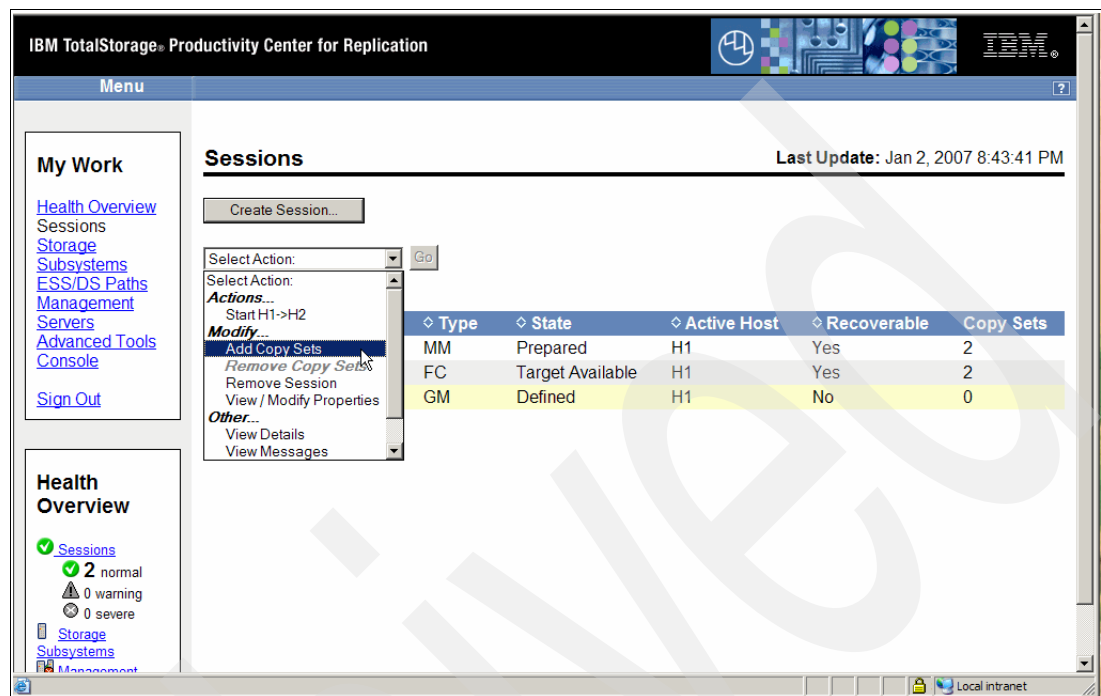 IBM TotalStorage® Productivity Center for Replication
IBM®
Menu
?
My Work
Health Overview
Sessions
Storage
Subsystems
ESS/DS Paths
Management
Servers
Advanced Tools
Console
Sign Out
Sessions
Last Update: Jan 2, 2007 8:43:41 PM
Create Session...
Select Action:
Go
Select Action:
Actions...
Start H1->H2
Modify...
Add Copy Sets
Remove Copy Sets
Remove Session
View / Modify Properties
Other...
View Details
View Messages
Type State Active Host Recoverable Copy Sets
MM Prepared H1 Yes 2
FC Target Available H1 Yes 2
GM Defined H1 No 0
Health
Overview
Sessions
2 normal
0 warning
0 severe
Storage
Subsystems
Management
Local intranet